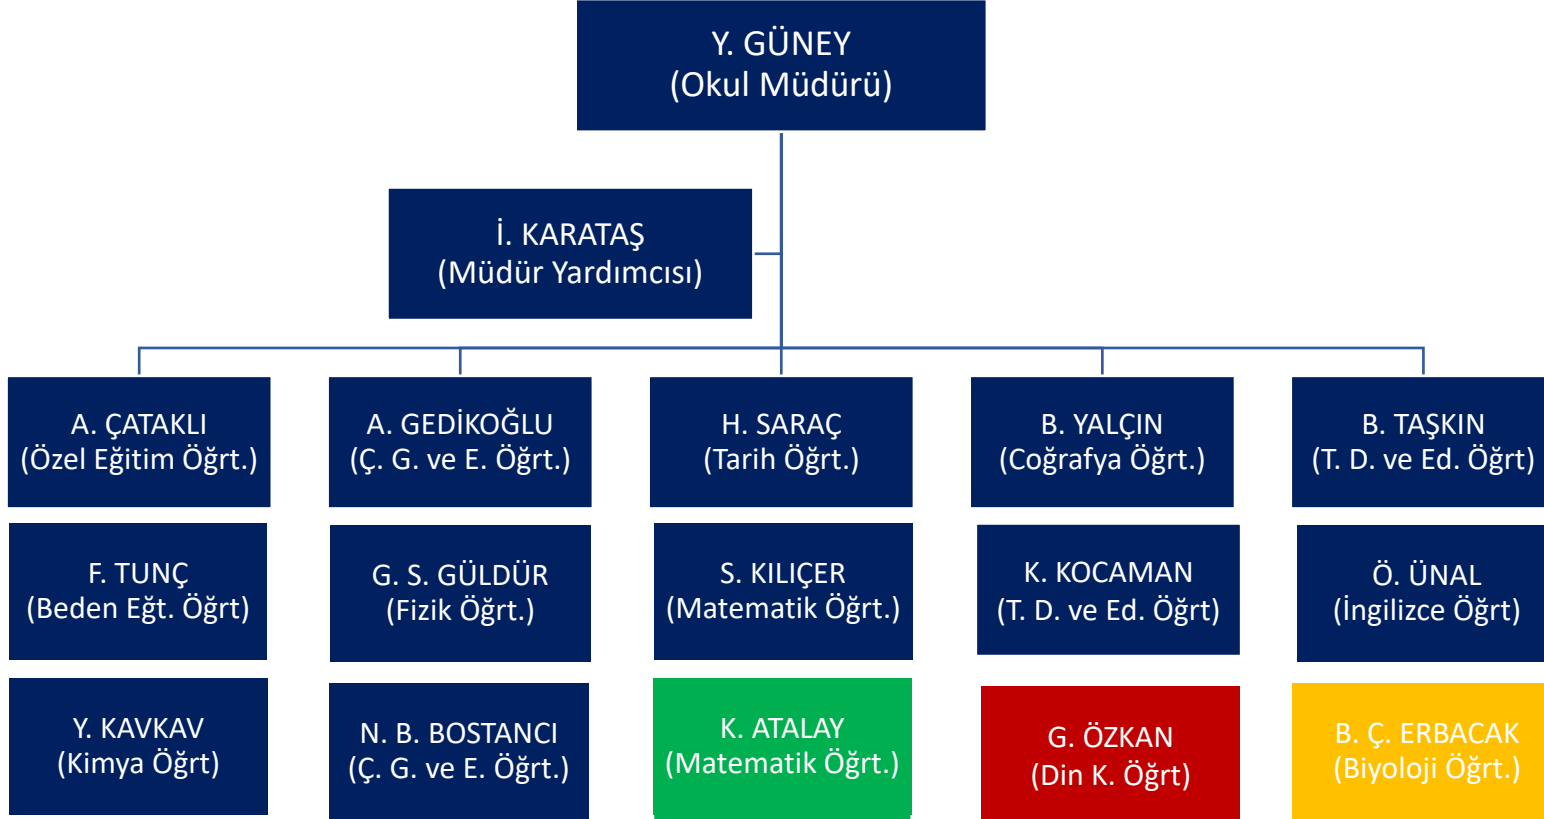 Y. GÜNEY
(Okul Müdürü)
İ. KARATAŞ
(Müdür Yardımcısı)
A. ÇATAKLI
(Özel Eğitim Öğrt.)
A. GEDİKOĞLU
(Ç. G. ve E. Öğrt.)
H. SARAÇ
(Tarih Öğrt.)
B. YALÇIN
(Coğrafya Öğrt.)
B. TAŞKIN
(T. D. ve Ed. Öğrt)
F. TUNÇ
(Beden Eğt. Öğrt)
G. S. GÜLDÜR
(Fizik Öğrt.)
S. KILIÇER
(Matematik Öğrt.)
K. KOCAMAN
(T. D. ve Ed. Öğrt)
Ö. ÜNAL
(İngilizce Öğrt)
Y. KAVKAV
(Kimya Öğrt)
N. B. BOSTANCI
(Ç. G. ve E. Öğrt.)
K. ATALAY
(Matematik Öğrt.)
G. ÖZKAN
(Din K. Öğrt)
B. Ç. ERBACAK
(Biyoloji Öğrt.)